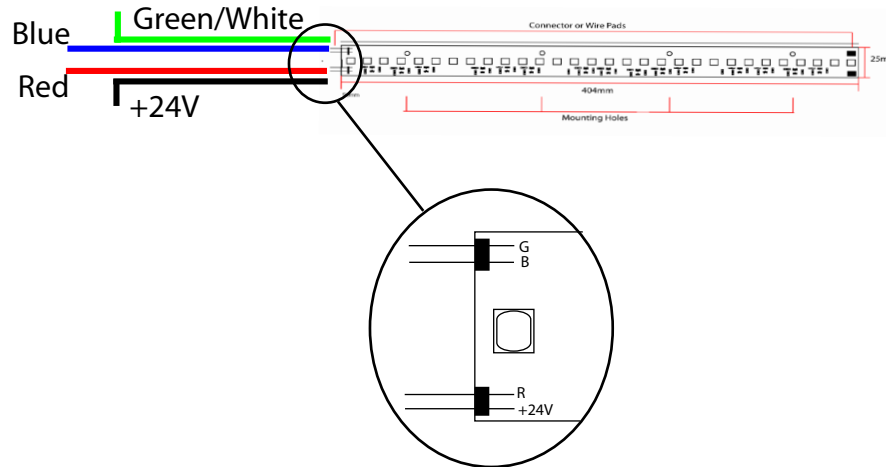 Green/White
Blue
Red
+24V
Connector or Wire Pads
25m
404mm
Mounting Holes
G
B
R
+24V